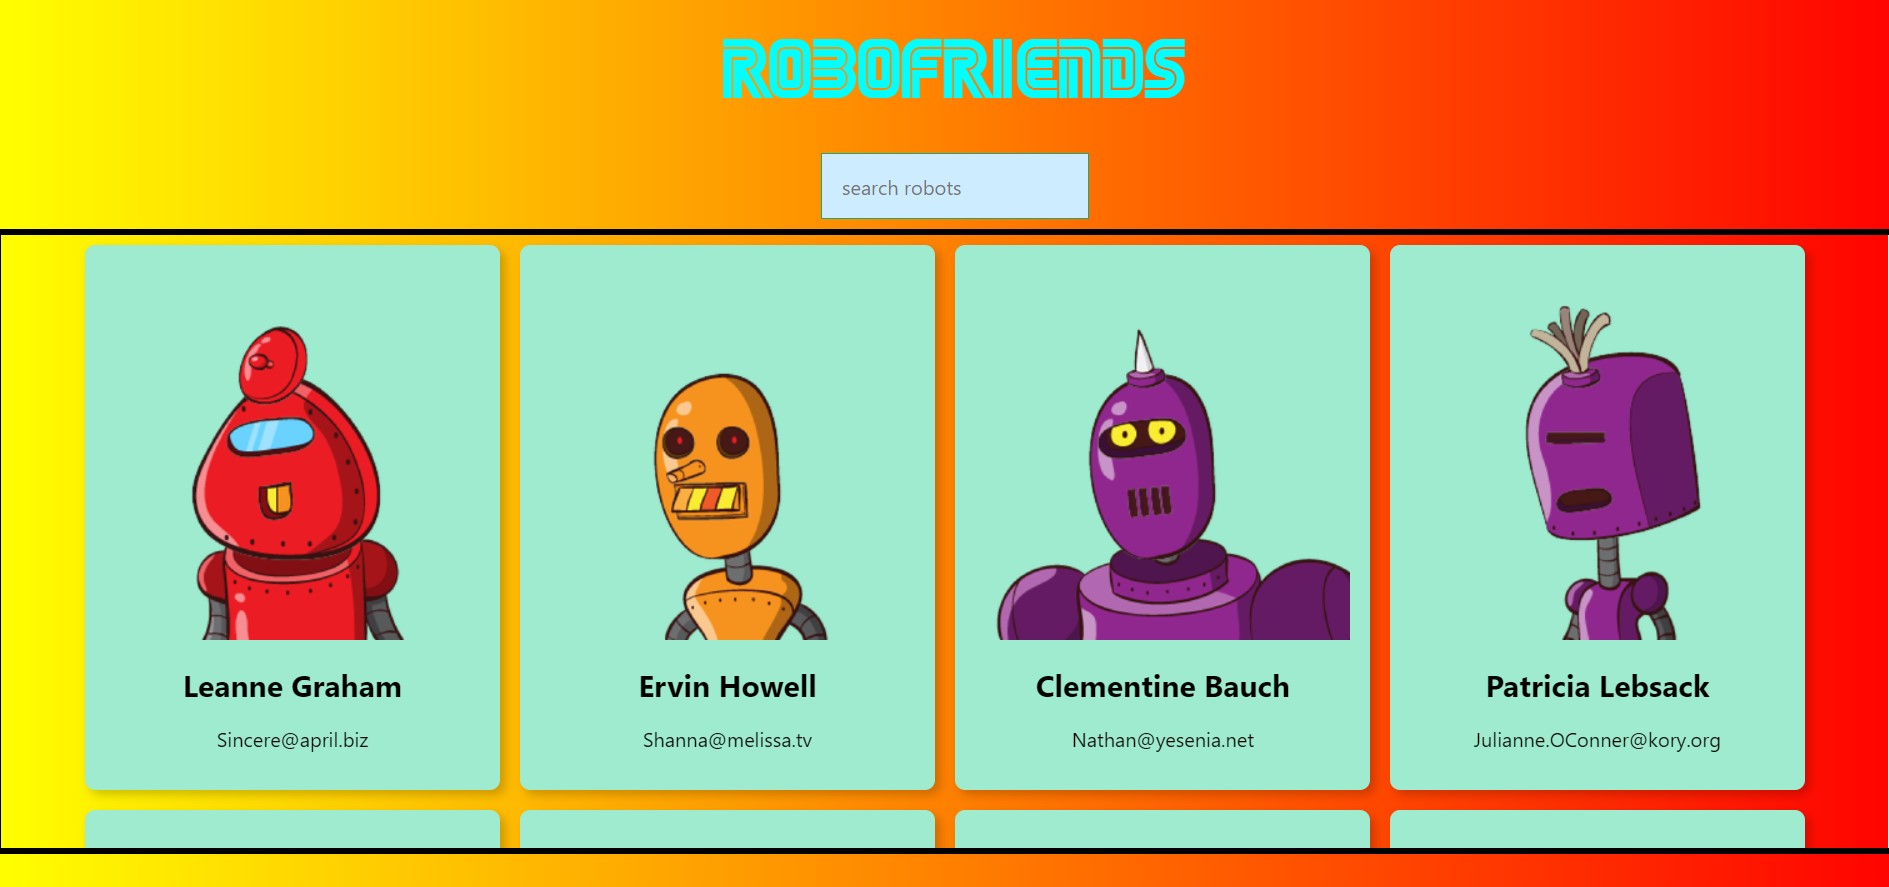 ROBOFRIENDS
search robots
Leanne Graham
Sincere@april.biz
Ervin Howell
Shanna@melissa.tv
Clementine Bauch
Nathan@yesenia.net
Patricia Lebsack
Julianne.OConner@kory.org